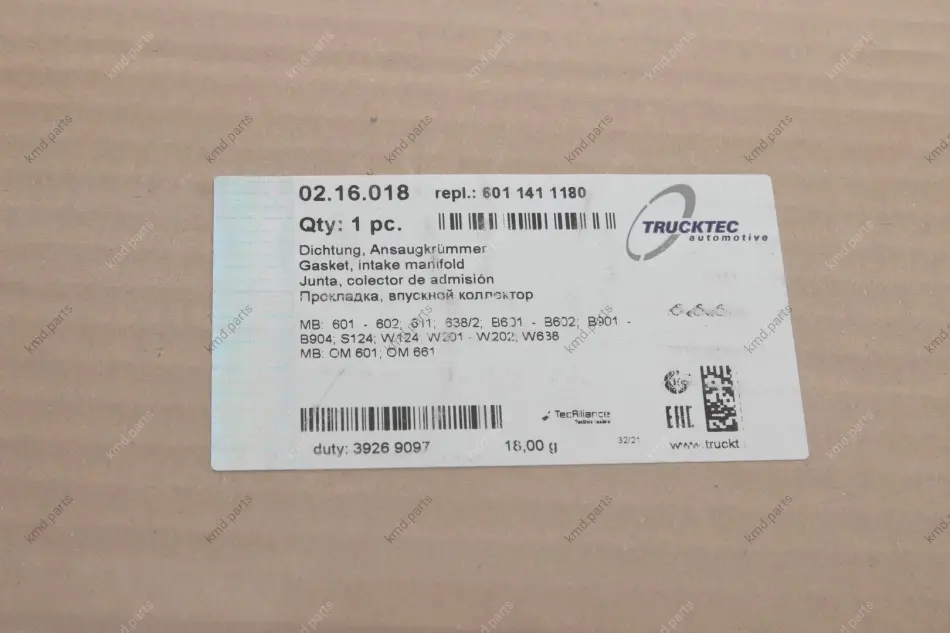 02.16.018 repl.: 601 141 1180
Qty: 1 pc.
TRUCKTEC
automotive
Dichtung, Ansaugkrümmer
Gasket, intake manifold
Junta, colector de admisión
Прокладка, впускной коллектор
MB: 601 - 602; 611; 638/2; B601 - B602; B901 -
B904; S124; W124; W201 - W202; W638
MB: OM 601; OM 661
TecAlliance
EAC
duty: 3926 9097 18,00 g 32/21 www.truckt
kmd.parts